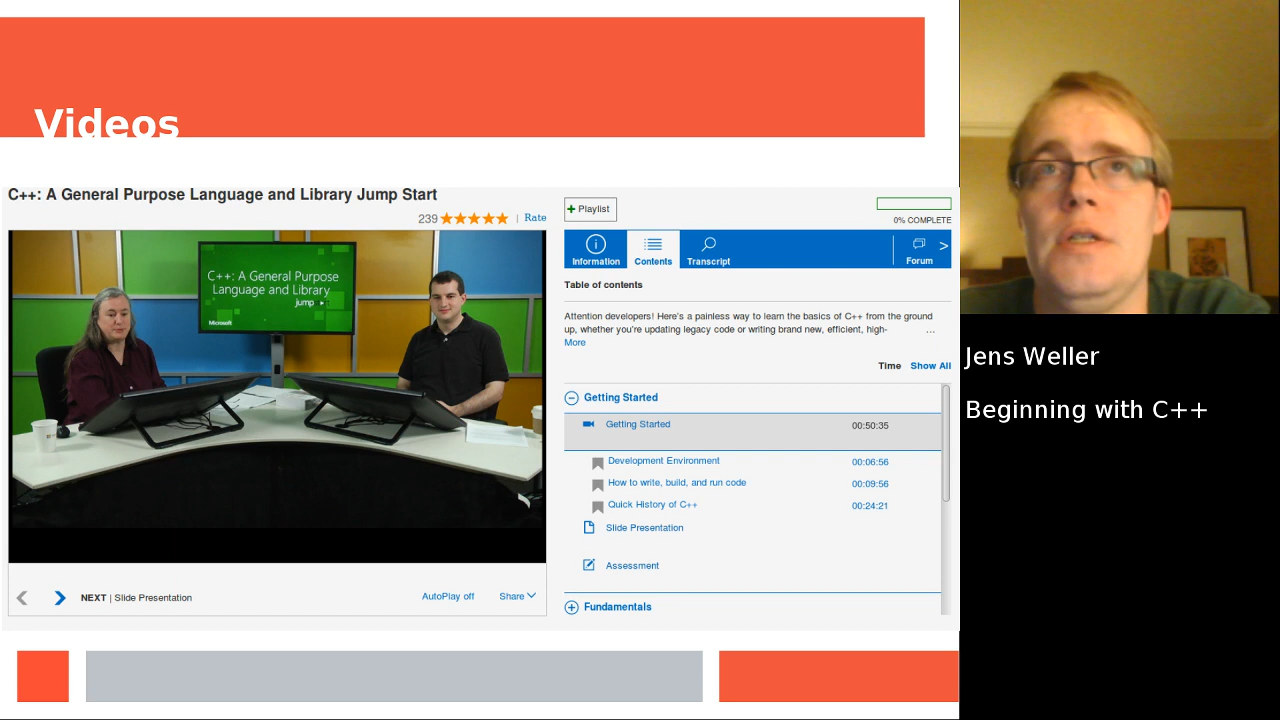 Videos
C++: A General Purpose Language and Library Jump Start
239
| Rate
C++: A General Purpose
Language and Library
jump
Microsoft
NEXT | Slide Presentation
AutoPlay off
Share
+ Playlist
0% COMPLETE
Information
Contents
Transcript
Forum
>
Table of contents
Attention developers! Here's a painless way to learn the basics of C++ from the ground
up, whether you're updating legacy code or writing brand new, efficient, high- ...
More
Time Show All
Getting Started
Getting Started 00:50:35
Development Environment 00:06:56
How to write, build, and run code 00:09:56
Quick History of C++ 00:24:21
Slide Presentation
Assessment
Fundamentals
Jens Weller
Beginning with C++